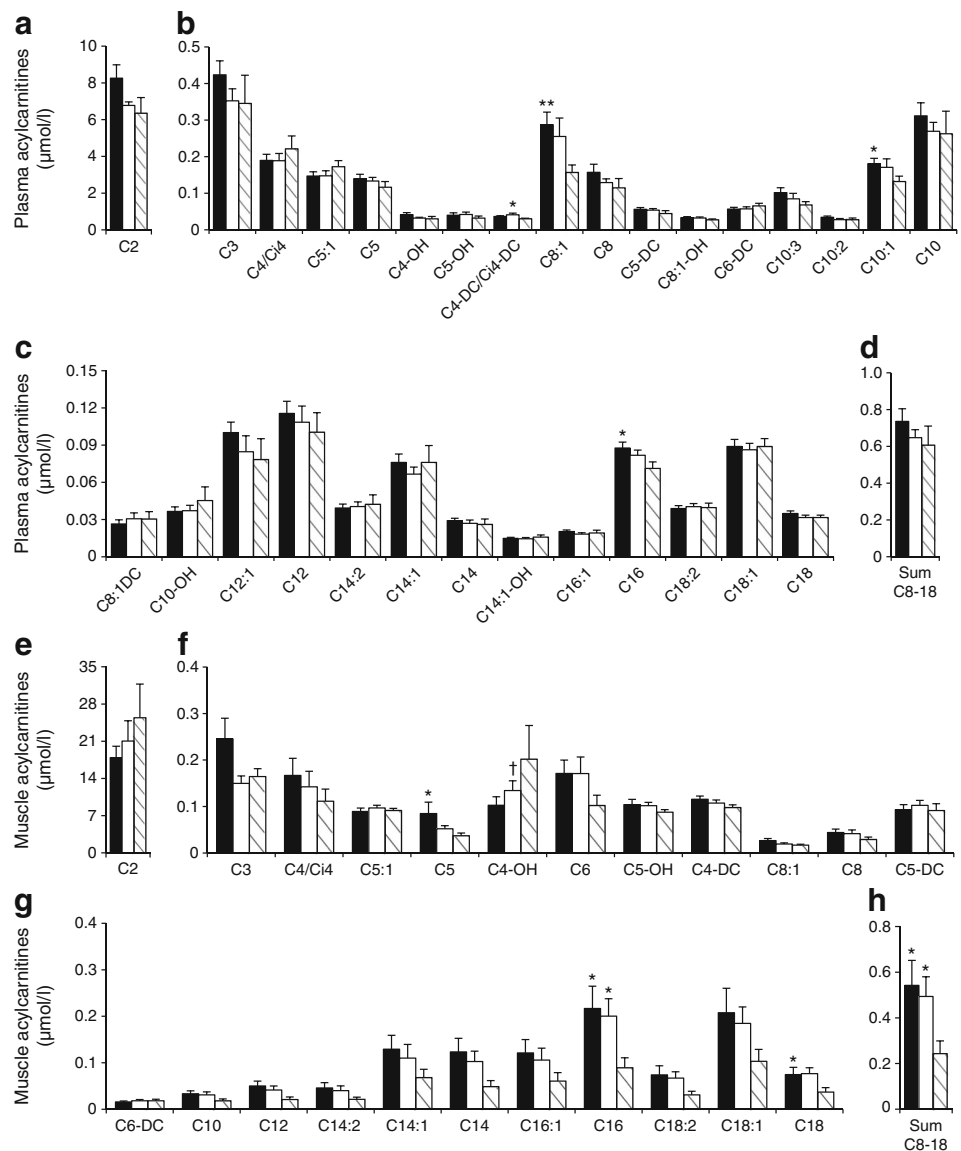 a
b
Plasma acylcarnitines
(µmol/l)
10
8
6
4
2
0
C2
0.5
0.4
0.3
0.2
0.1
0
**
*
*
C3
C4/Ci4
C5:1
C5
C4-OH
C5-OH
C4-DC/Ci4-DC
C8:1
C8
C5-DC
C8:1-OH
C6-DC
C10:3
C10:2
C10:1
C10
c
d
Plasma acylcarnitines
(µmol/l)
0.15
0.12
0.09
0.06
0.03
0
*
C8:1DC
C10-OH
C12:1
C12
C14:2
C14:1
C14
C14:1-OH
C16:1
C16
C18:2
C18:1
C18
1.0
0.8
0.6
0.4
0.2
0
Sum
C8-18
e
f
Muscle acylcarnitines
(µmol/l)
35
28
21
14
7
0
C2
0.4
0.3
0.2
0.1
0
*
†
C3
C4/Ci4
C5:1
C5
C4-OH
C6
C5-OH
C4-DC
C8:1
C8
C5-DC
g
h
Muscle acylcarnitines
(µmol/l)
0.4
0.3
0.2
0.1
0
* *
*
C6-DC
C10
C12
C14:2
C14:1
C14
C16:1
C16
C18:2
C18:1
C18
0.8
0.6
0.4
0.2
0
* *
Sum
C8-18